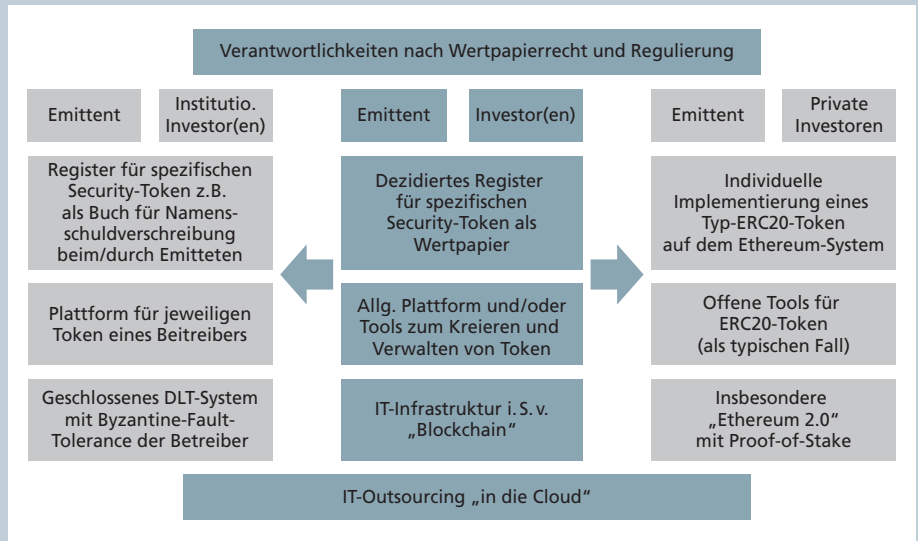 Verantwortlichkeiten nach Wertpapierrecht und Regulierung
Emittent
Institutio.
Investor(en)
Emittent
Investor(en)
Emittent
Private
Investoren
Register für spezifischen
Security-Token z.B.
als Buch für Namens-
schuldverschreibung
beim/durch Emitteten
Dezidiertes Register
für spezifischen
Security-Token als
Wertpapier
Individuelle
Implementierung eines
Typ-ERC20-Token
auf dem Ethereum-System
Plattform für jeweiligen
Token eines Beitreibers
Allg. Plattform und/oder
Tools zum Kreieren und
Verwalten von Token
Offene Tools für
ERC20-Token
(als typischen Fall)
Geschlossenes DLT-System
mit Byzantine-Fault-
Tolerance der Betreiber
IT-Infrastruktur i. S. v.
„Blockchain“
Insbesondere
„Ethereum 2.0“
mit Proof-of-Stake
IT-Outsourcing „in die Cloud“